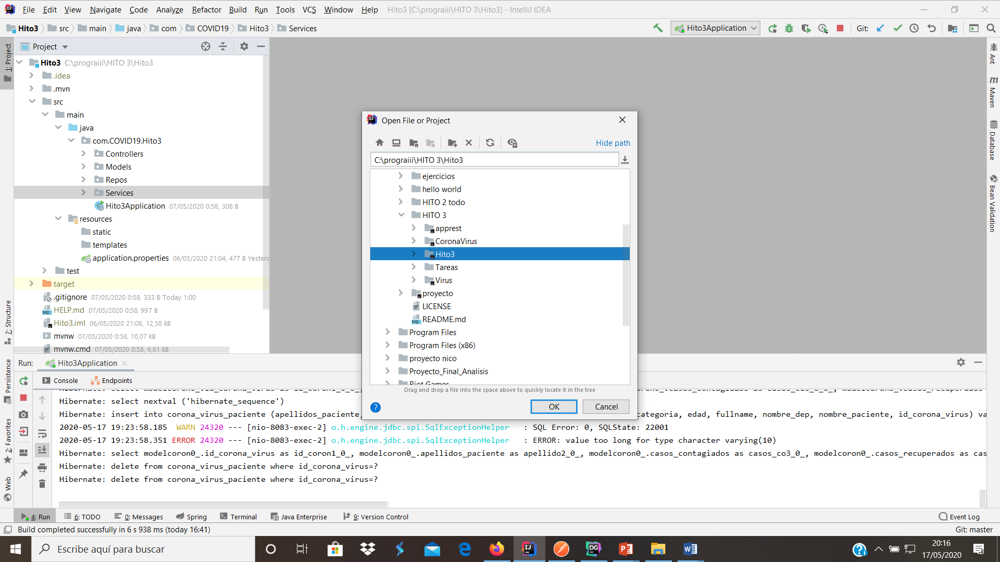 File Edit View Navigate Code Analyze Refactor Build Run Tools VCS Window Help Hito3 [C:\prograiii\HITO 3\Hito3] - IntelliJ IDEA
Hito3 src main java com COVID19 Hito3 Services Hito3Application Git:
Project
1: Project
7: Structure
Persistence
2: Favorites
Web
Hito3 C:\prograiii\HITO 3\Hito3
.idea
.mvn
src
main
java
com.COVID19.Hito3
Controllers
Models
Repos
Services
Hito3Application 07/05/2020 0:58, 308 B
resources
static
templates
application.properties 06/05/2020 21:04, 477 B Yesterd
test
target
.gitignore 07/05/2020 0:58, 333 B Today 1:00
HELP.md 07/05/2020 0:58, 997 B
Hito3.iml 06/05/2020 21:08, 12,58 kB
mvnw 07/05/2020 0:58, 10,07 kB
mvnw.cmd 07/05/2020 0:58, 6,61 kB
Open File or Project
Hide path
C:\prograiii\HITO 3\Hito3
ejercicios
hello world
HITO 2 todo
HITO 3
apprest
CoronaVirus
Hito3
Tareas
Virus
proyecto
LICENSE
README.md
Program Files
Program Files (x86)
proyecto nico
Proyecto_Final_Analisis
Riot Games
Drag and drop a file into the space above to quickly locate it in the tree
OK Cancel
Ant
Maven
Database
Bean Validation
Run: Hito3Application
Console Endpoints
Hibernate: select nextval ('hibernate_sequence')
Hibernate: insert into corona_virus_paciente (apellidos_paciente, categoria, edad, fullname, nombre_dep, nombre_paciente, id_corona_virus) va
2020-05-17 19:23:58.185 WARN 24320 --- [nio-8083-exec-2] o.h.engine.jdbc.spi.SqlExceptionHelper : SQL Error: 0, SQLState: 22001
2020-05-17 19:23:58.351 ERROR 24320 --- [nio-8083-exec-2] o.h.engine.jdbc.spi.SqlExceptionHelper : ERROR: value too long for type character varying(10)
Hibernate: select modelcoron0_.id_corona_virus as id_coron1_0_, modelcoron0_.apellidos_paciente as apellido2_0_, modelcoron0_.casos_contagiados as casos_co3_0_, modelcoron0_.casos_recuperados as cas
Hibernate: delete from corona_virus_paciente where id_corona_virus=?
Hibernate: delete from corona_virus_paciente where id_corona_virus=?
4: Run 6: TODO 0: Messages Spring Terminal Java Enterprise 9: Version Control Event Log
Build completed successfully in 6 s 938 ms (today 16:41) Git: master
Escribe aquí para buscar
20:16
17/05/2020